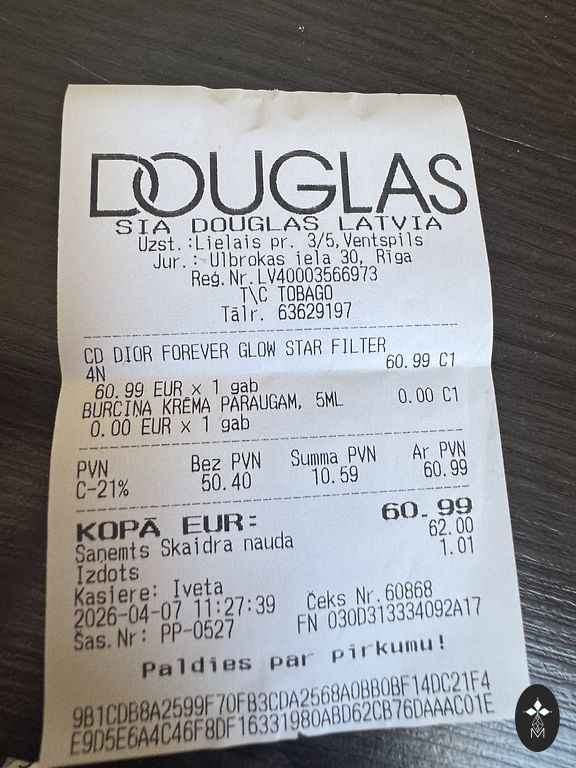 DOUGLAS
SIA DOUGLAS LATVIA
Uzst.:Lielais pr. 3/5,Ventspils
Jur.: Ulbrokas iela 30, Rīga
Reģ.Nr.LV40003566973
T\C TOBAGO
Tālr. 63629197
CD DIOR FOREVER GLOW STAR FILTER
4N 60.99 C1
60.99 EUR x 1 gab
BURCIŅA KRĒMA PARAUGAM, 5ML 0.00 C1
0.00 EUR x 1 gab
PVN Bez PVN Summa PVN Ar PVN
C-21% 50.40 10.59 60.99
KOPĀ EUR: 60.99
Saņemts Skaidra nauda 62.00
Izdots 1.01
Kasiere: Iveta
2026-04-07 11:27:39 Čeks Nr.60868
Šas.Nr: PP-0527 FN 030D313334092A17
Paldies par pirkumu!
9B1CDB8A2599F70FB3CDA2568A0BB0BF14DC21F4
E9D5E6A4C46F8DF16331980ABD62CB76DAAAC01E
M